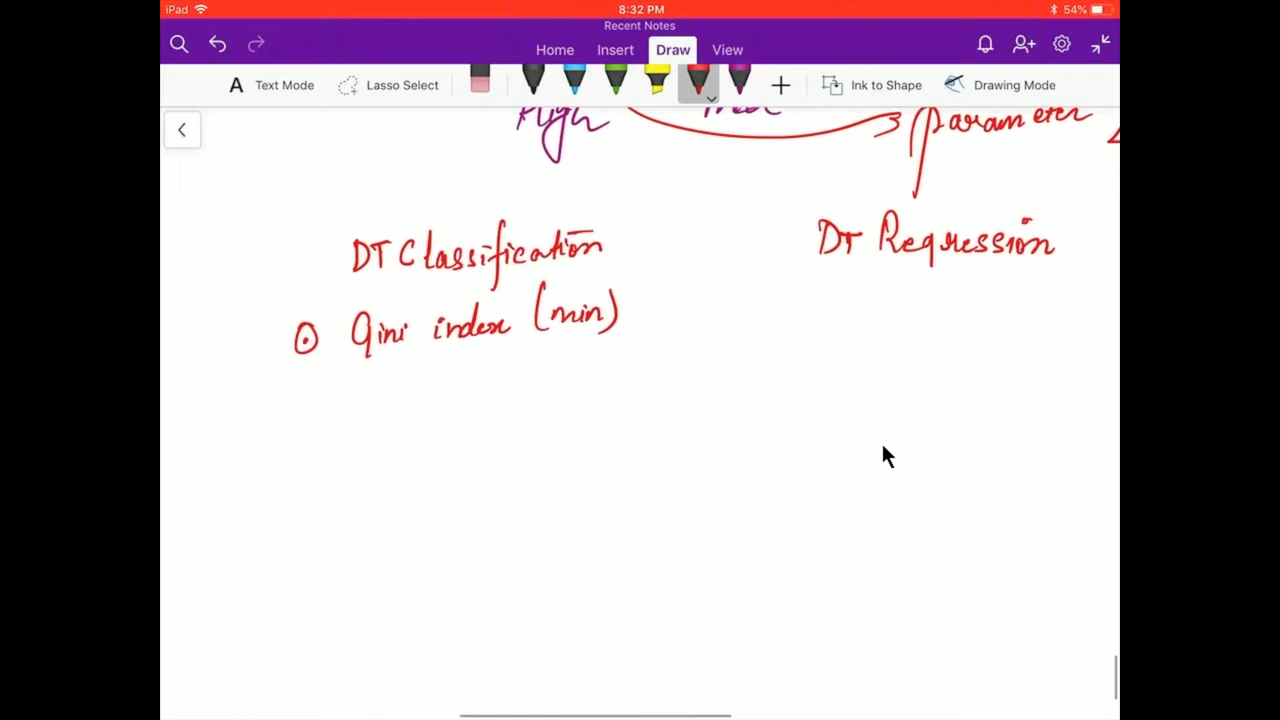 iPad 8:32 PM 54%
Recent Notes
Home Insert Draw View
A Text Mode Lasso Select + Ink to Shape Drawing Mode
High parameter
DT Classification DT Regression
Gini index (min)